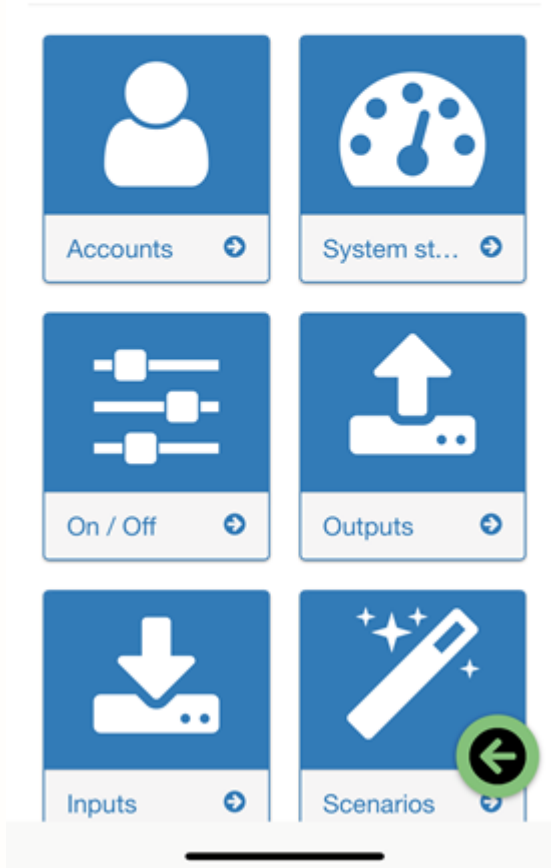 Accounts
System st...
On / Off
Outputs
Inputs
Scenarios